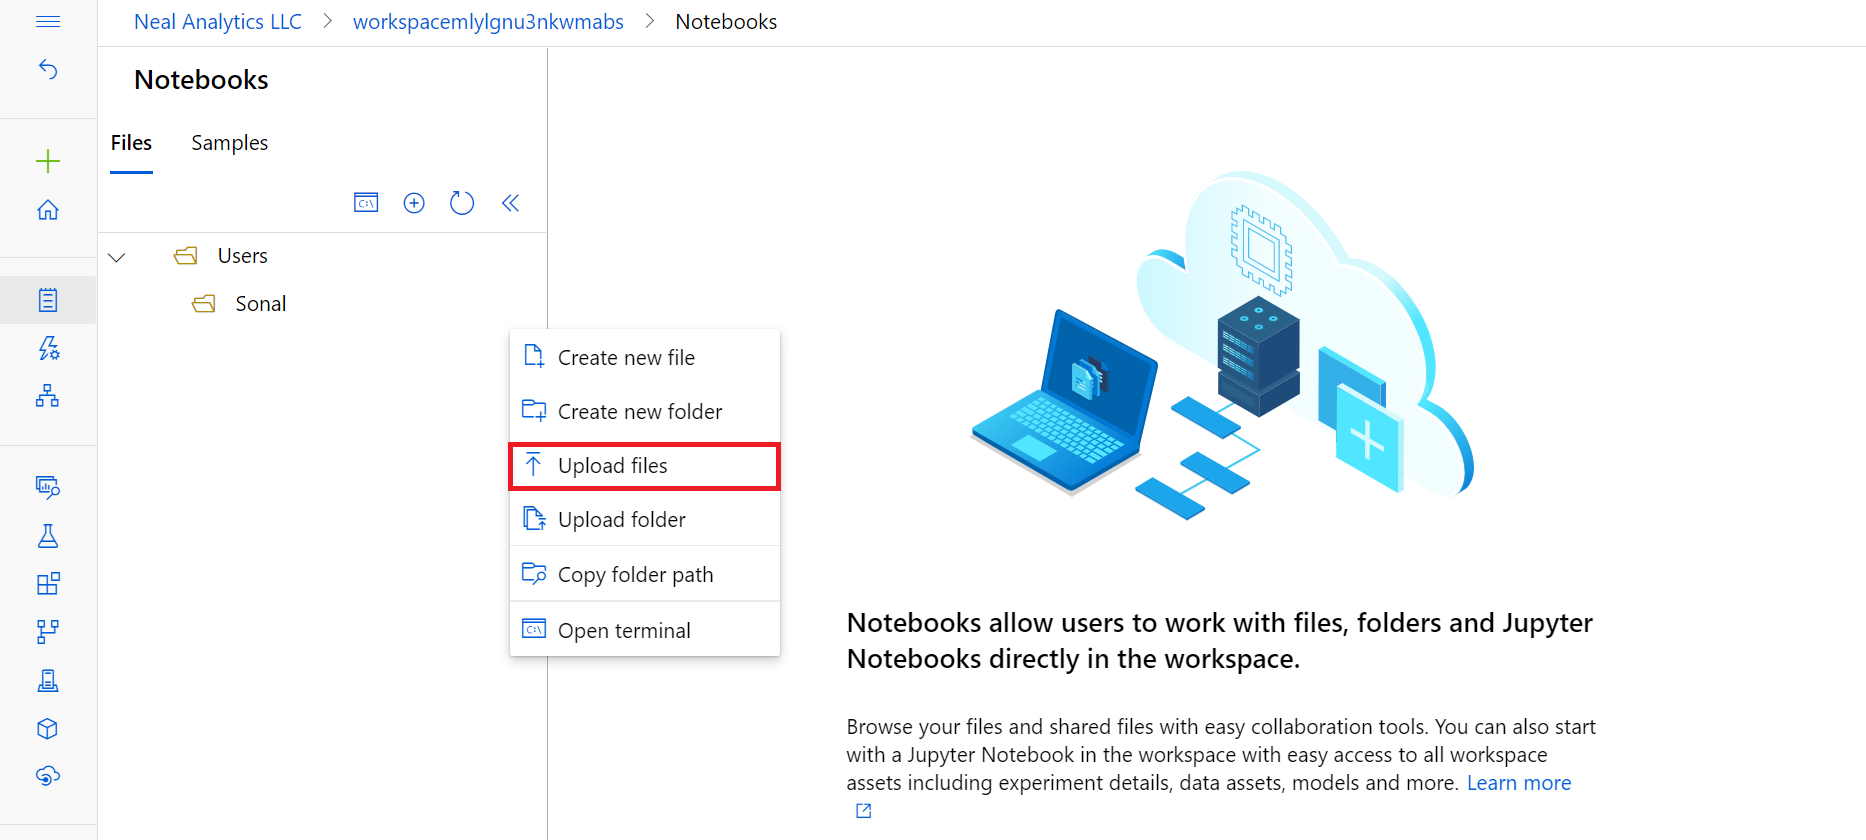 Neal Analytics LLC > workspacemlylgnu3nkwmabs > Notebooks
Notebooks
Files Samples
C:\
Users
Sonal
Create new file
Create new folder
Upload files
Upload folder
Copy folder path
C:\ Open terminal
Notebooks allow users to work with files, folders and Jupyter
Notebooks directly in the workspace.
Browse your files and shared files with easy collaboration tools. You can also start
with a Jupyter Notebook in the workspace with easy access to all workspace
assets including experiment details, data assets, models and more. Learn more